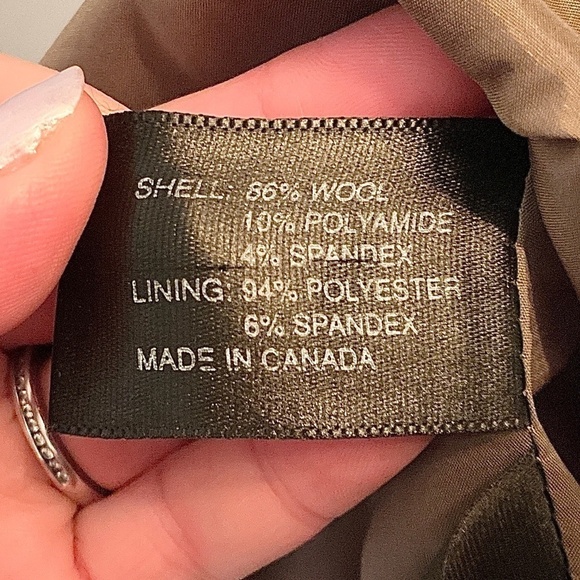 SHELL: 86% WOOL
10% POLYAMIDE
4% SPANDEX
LINING: 94% POLYESTER
6% SPANDEX
MADE IN CANADA